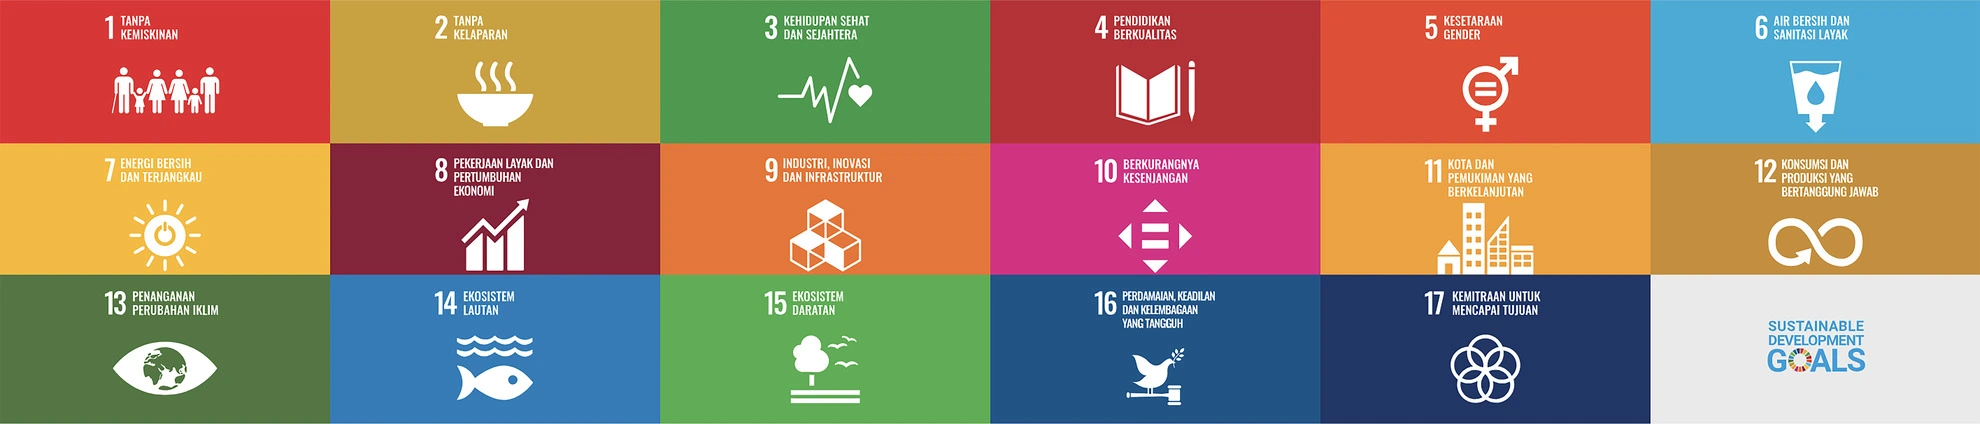 1 TANPA
KEMISKINAN
2 TANPA
KELAPARAN
3 KEHIDUPAN SEHAT
DAN SEJAHTERA
4 PENDIDIKAN
BERKUALITAS
5 KESETARAAN
GENDER
6 AIR BERSIH DAN
SANITASI LAYAK
7 ENERGI BERSIH
DAN TERJANGKAU
8 PEKERJAAN LAYAK DAN
PERTUMBUHAN
EKONOMI
9 INDUSTRI, INOVASI
DAN INFRASTRUKTUR
10 BERKURANGNYA
KESENJANGAN
11 KOTA DAN
PEMUKIMAN YANG
BERKELANJUTAN
12 KONSUMSI DAN
PRODUKSI YANG
BERTANGGUNG JAWAB
13 PENANGANAN
PERUBAHAN IKLIM
14 EKOSISTEM
LAUTAN
15 EKOSISTEM
DARATAN
16 PERDAMAIAN, KEADILAN
DAN KELEMBAGAAN
YANG TANGGUH
17 KEMITRAAN UNTUK
MENCAPAI TUJUAN
SUSTAINABLE
DEVELOPMENT
GOALS